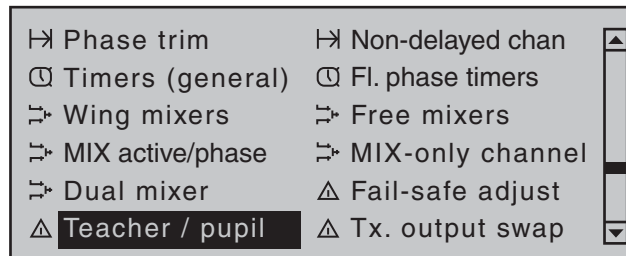 Phase trim Non-delayed chan
Timers (general) Fl. phase timers
Wing mixers Free mixers
MIX active/phase MIX-only channel
Dual mixer Fail-safe adjust
Teacher / pupil Tx. output swap